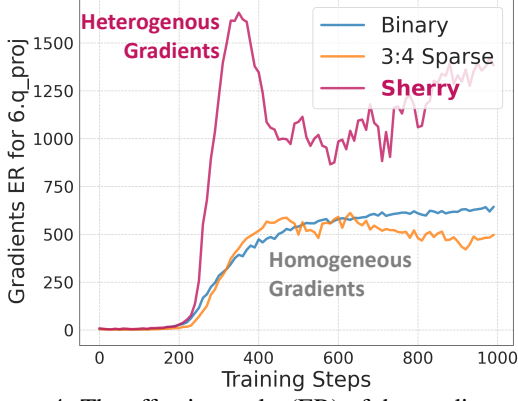 Heterogenous
Gradients
Binary
3:4 Sparse
Sherry
Homogeneous
Gradients
Gradients ER for 6.q_proj
1500
1250
1000
750
500
250
0
0 200 400 600 800 1000
Training Steps